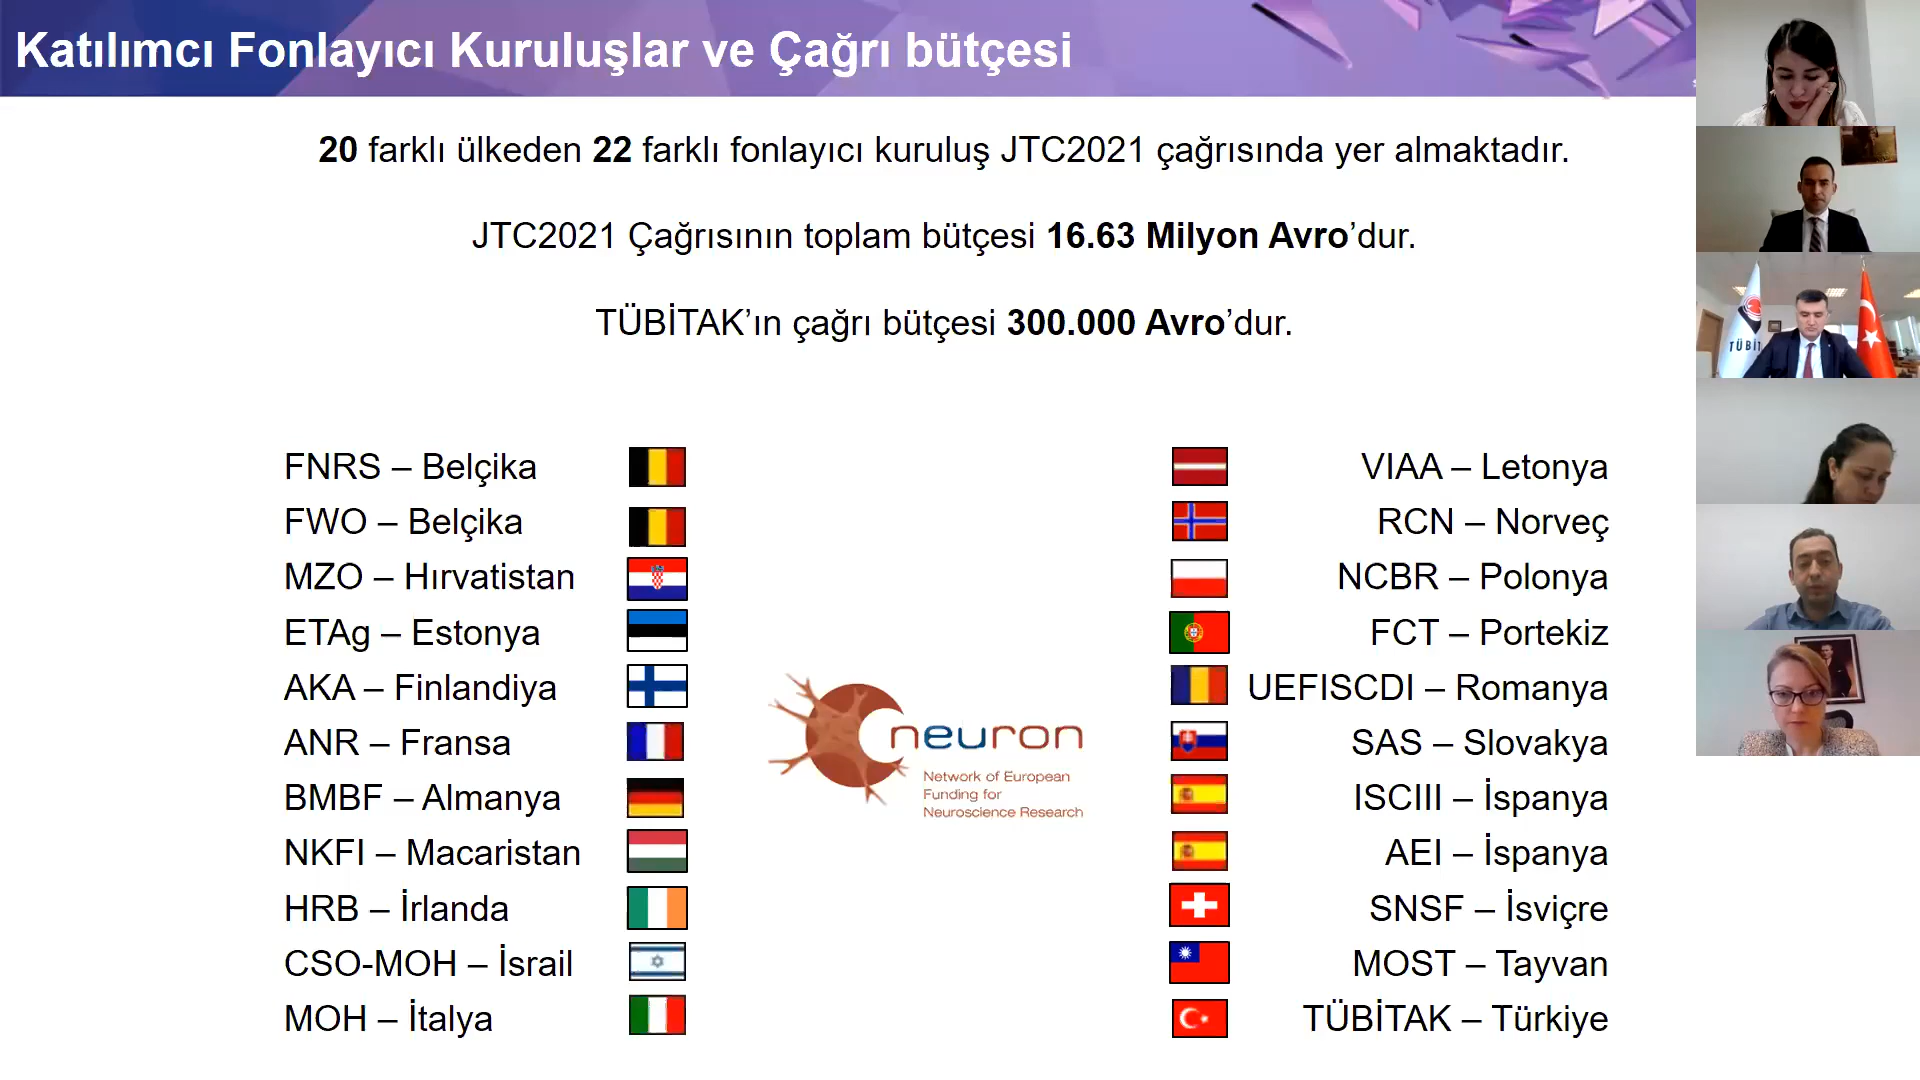 Katılımcı Fonlayıcı Kuruluşlar ve Çağrı bütçesi
20 farklı ülkeden 22 farklı fonlayıcı kuruluş JTC2021 çağrısında yer almaktadır.
JTC2021 Çağrısının toplam bütçesi 16.63 Milyon Avro’dur.
TÜBİTAK’ın çağrı bütçesi 300.000 Avro’dur.
FNRS – Belçika
FWO – Belçika
MZO – Hırvatistan
ETAg – Estonya
AKA – Finlandiya
ANR – Fransa
BMBF – Almanya
NKFI – Macaristan
HRB – İrlanda
CSO-MOH – İsrail
MOH – İtalya
neuron
Network of European
Funding for
Neuroscience Research
VIAA – Letonya
RCN – Norveç
NCBR – Polonya
FCT – Portekiz
UEFISCDI – Romanya
SAS – Slovakya
ISCIII – İspanya
AEI – İspanya
SNSF – İsviçre
MOST – Tayvan
TÜBİTAK – Türkiye